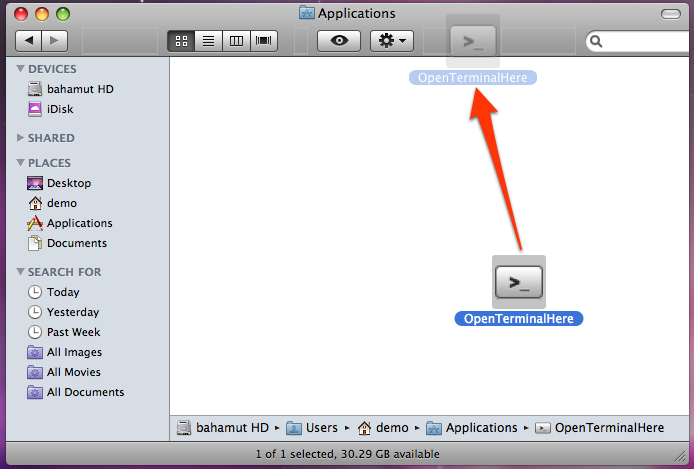 Applications
OpenTerminalHere
DEVICES
bahamut HD
iDisk
SHARED
PLACES
Desktop
demo
Applications
Documents
SEARCH FOR
Today
Yesterday
Past Week
All Images
All Movies
All Documents
>_
OpenTerminalHere
bahamut HD ▸ Users ▸ demo ▸ Applications ▸ OpenTerminalHere
1 of 1 selected, 30.29 GB available